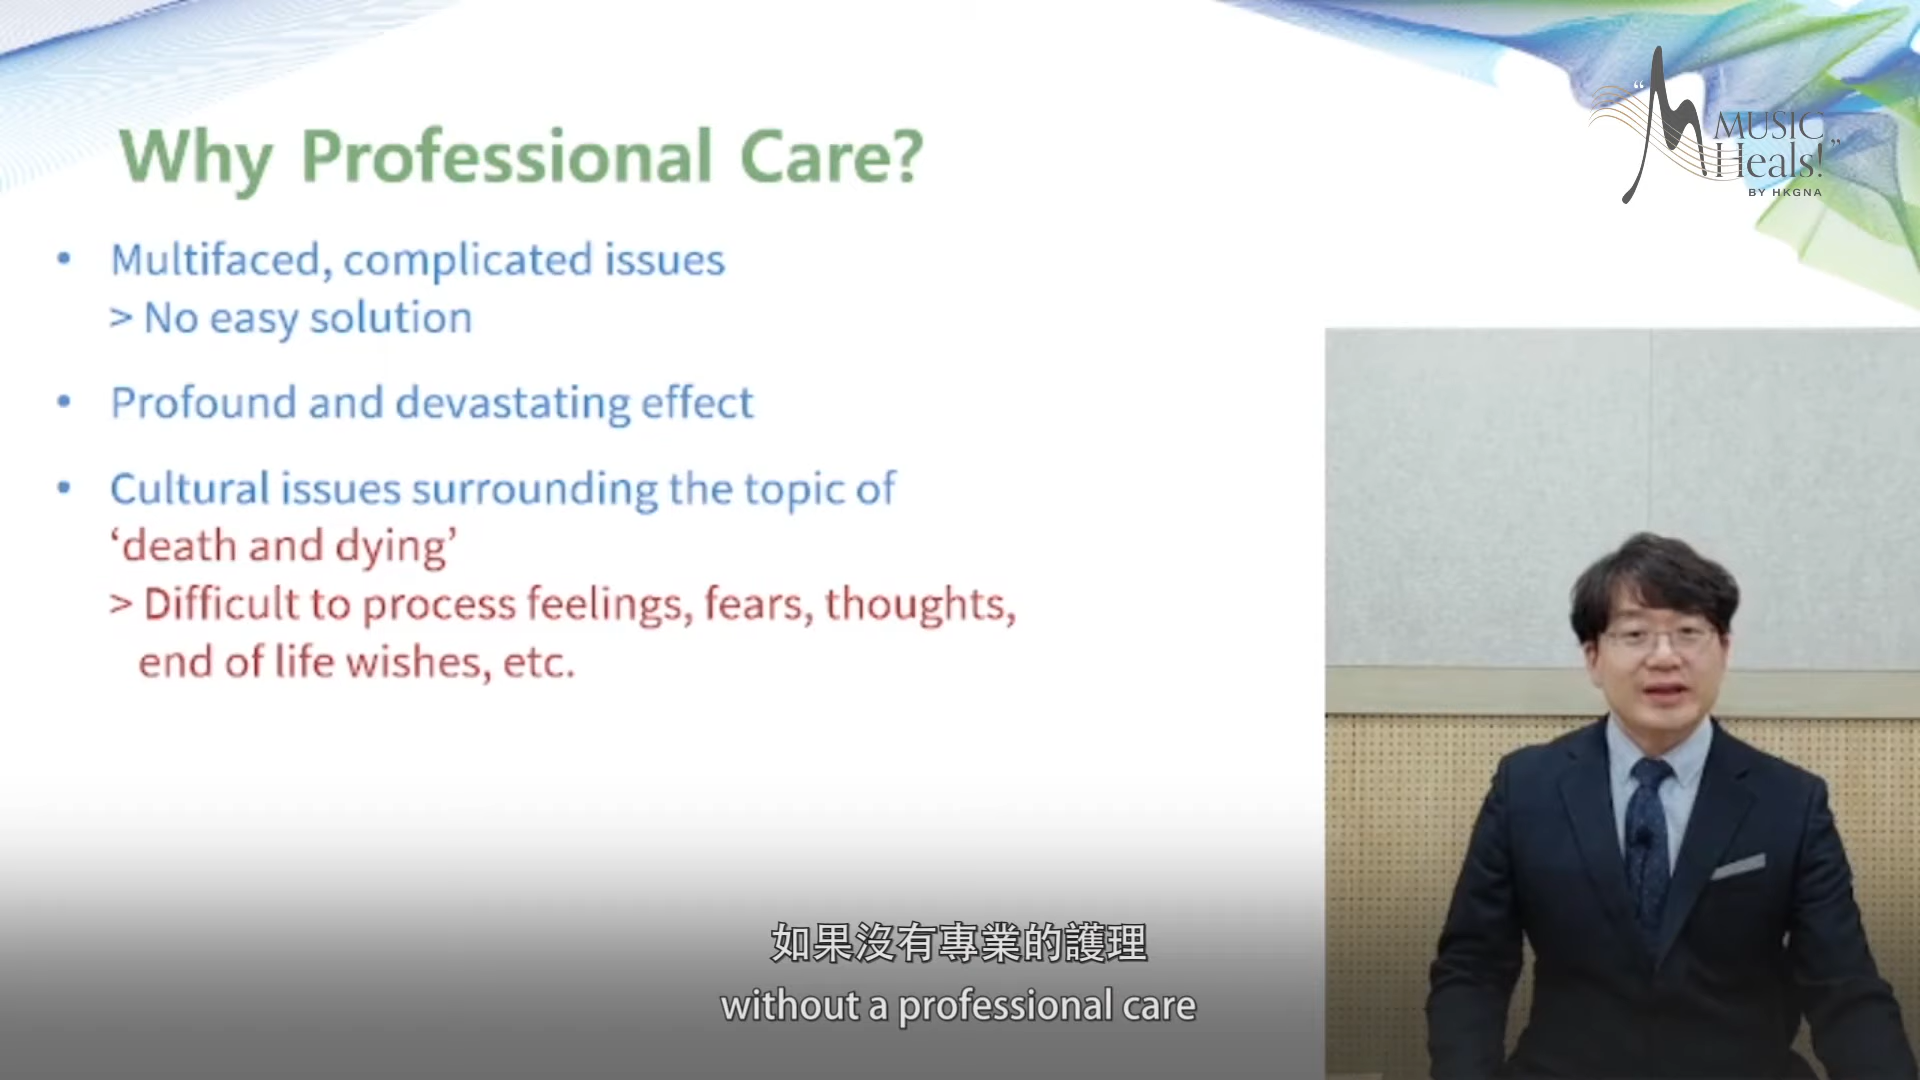 Why Professional Care?
• Multifaced, complicated issues
> No easy solution
• Profound and devastating effect
• Cultural issues surrounding the topic of
‘death and dying’
> Difficult to process feelings, fears, thoughts,
end of life wishes, etc.
“MUSIC
Heals!”
BY HKGNA
如果沒有專業的護理
without a professional care